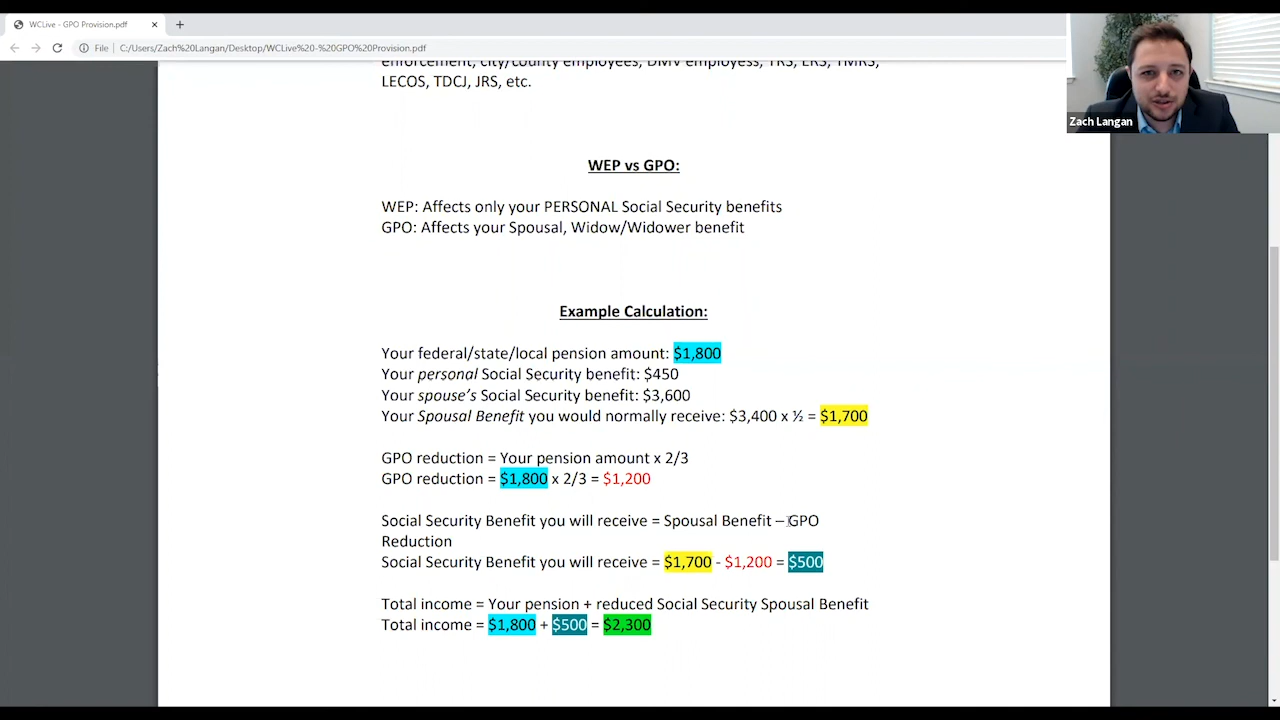 WCLive - GPO Provision.pdf
File | C:/Users/Zach%20Langan/Desktop/WCLive%20-%20GPO%20Provision.pdf
enforcement, city/county employees, DMV employess, TRS, ERS, TMRS,
LECOS, TDCJ, JRS, etc.
Zach Langan
WEP vs GPO:
WEP: Affects only your PERSONAL Social Security benefits
GPO: Affects your Spousal, Widow/Widower benefit
Example Calculation:
Your federal/state/local pension amount: $1,800
Your personal Social Security benefit: $450
Your spouse's Social Security benefit: $3,600
Your Spousal Benefit you would normally receive: $3,400 x ½ = $1,700
GPO reduction = Your pension amount x 2/3
GPO reduction = $1,800 x 2/3 = $1,200
Social Security Benefit you will receive = Spousal Benefit – GPO
Reduction
Social Security Benefit you will receive = $1,700 - $1,200 = $500
Total income = Your pension + reduced Social Security Spousal Benefit
Total income = $1,800 + $500 = $2,300